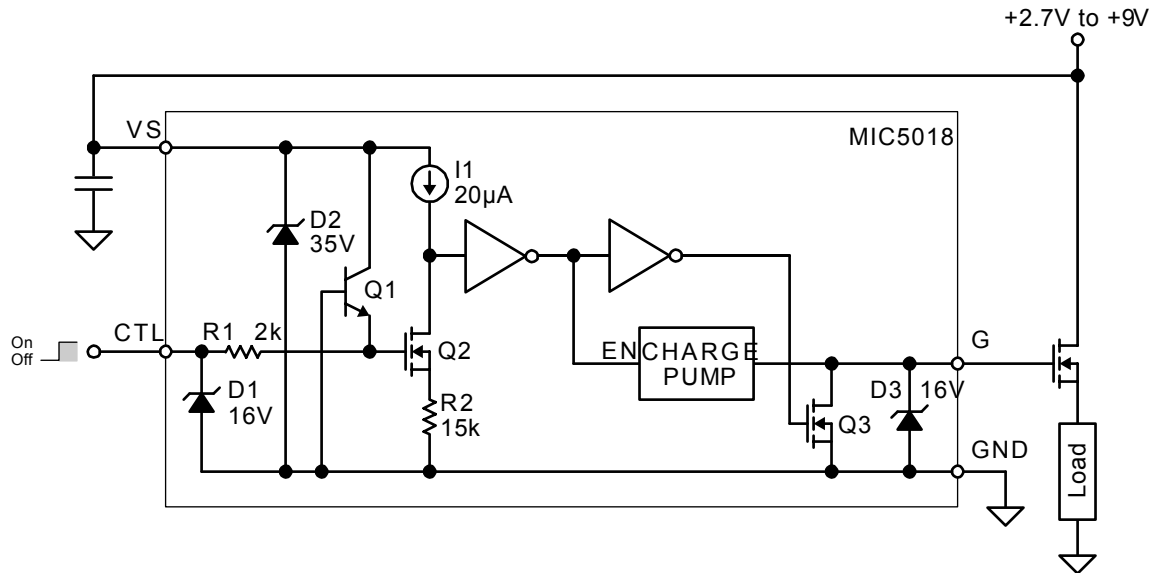 +2.7V to +9V
MIC5018
VS
I1
20µA
D2
35V
Q1
On
Off
CTL
R1 2k
Q2
EN
CHARGE
PUMP
G
D1
16V
R2
15k
D3 16V
Q3
GND
Load